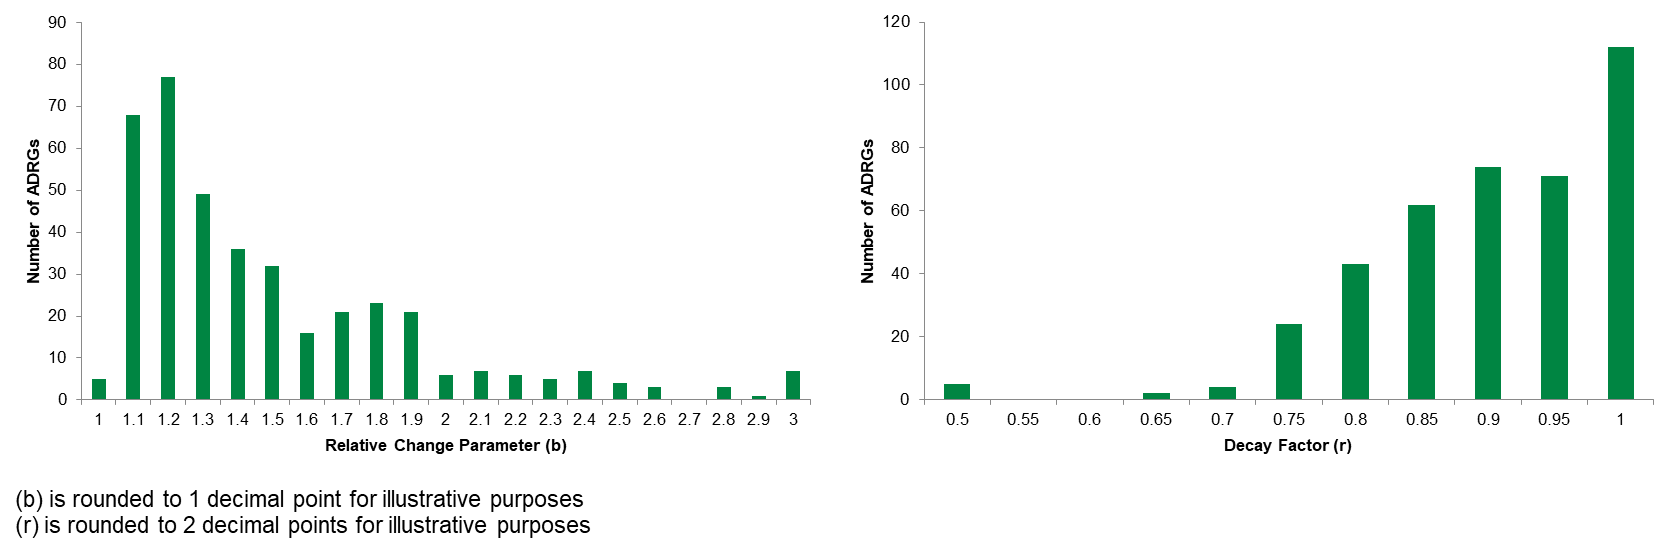 90
80
70
60
50
40
30
20
10
0
Number of ADRGs
1 1.1 1.2 1.3 1.4 1.5 1.6 1.7 1.8 1.9 2 2.1 2.2 2.3 2.4 2.5 2.6 2.7 2.8 2.9 3
Relative Change Parameter (b)
120
100
80
60
40
20
0
Number of ADRGs
0.5 0.55 0.6 0.65 0.7 0.75 0.8 0.85 0.9 0.95 1
Decay Factor (r)
(b) is rounded to 1 decimal point for illustrative purposes
(r) is rounded to 2 decimal points for illustrative purposes